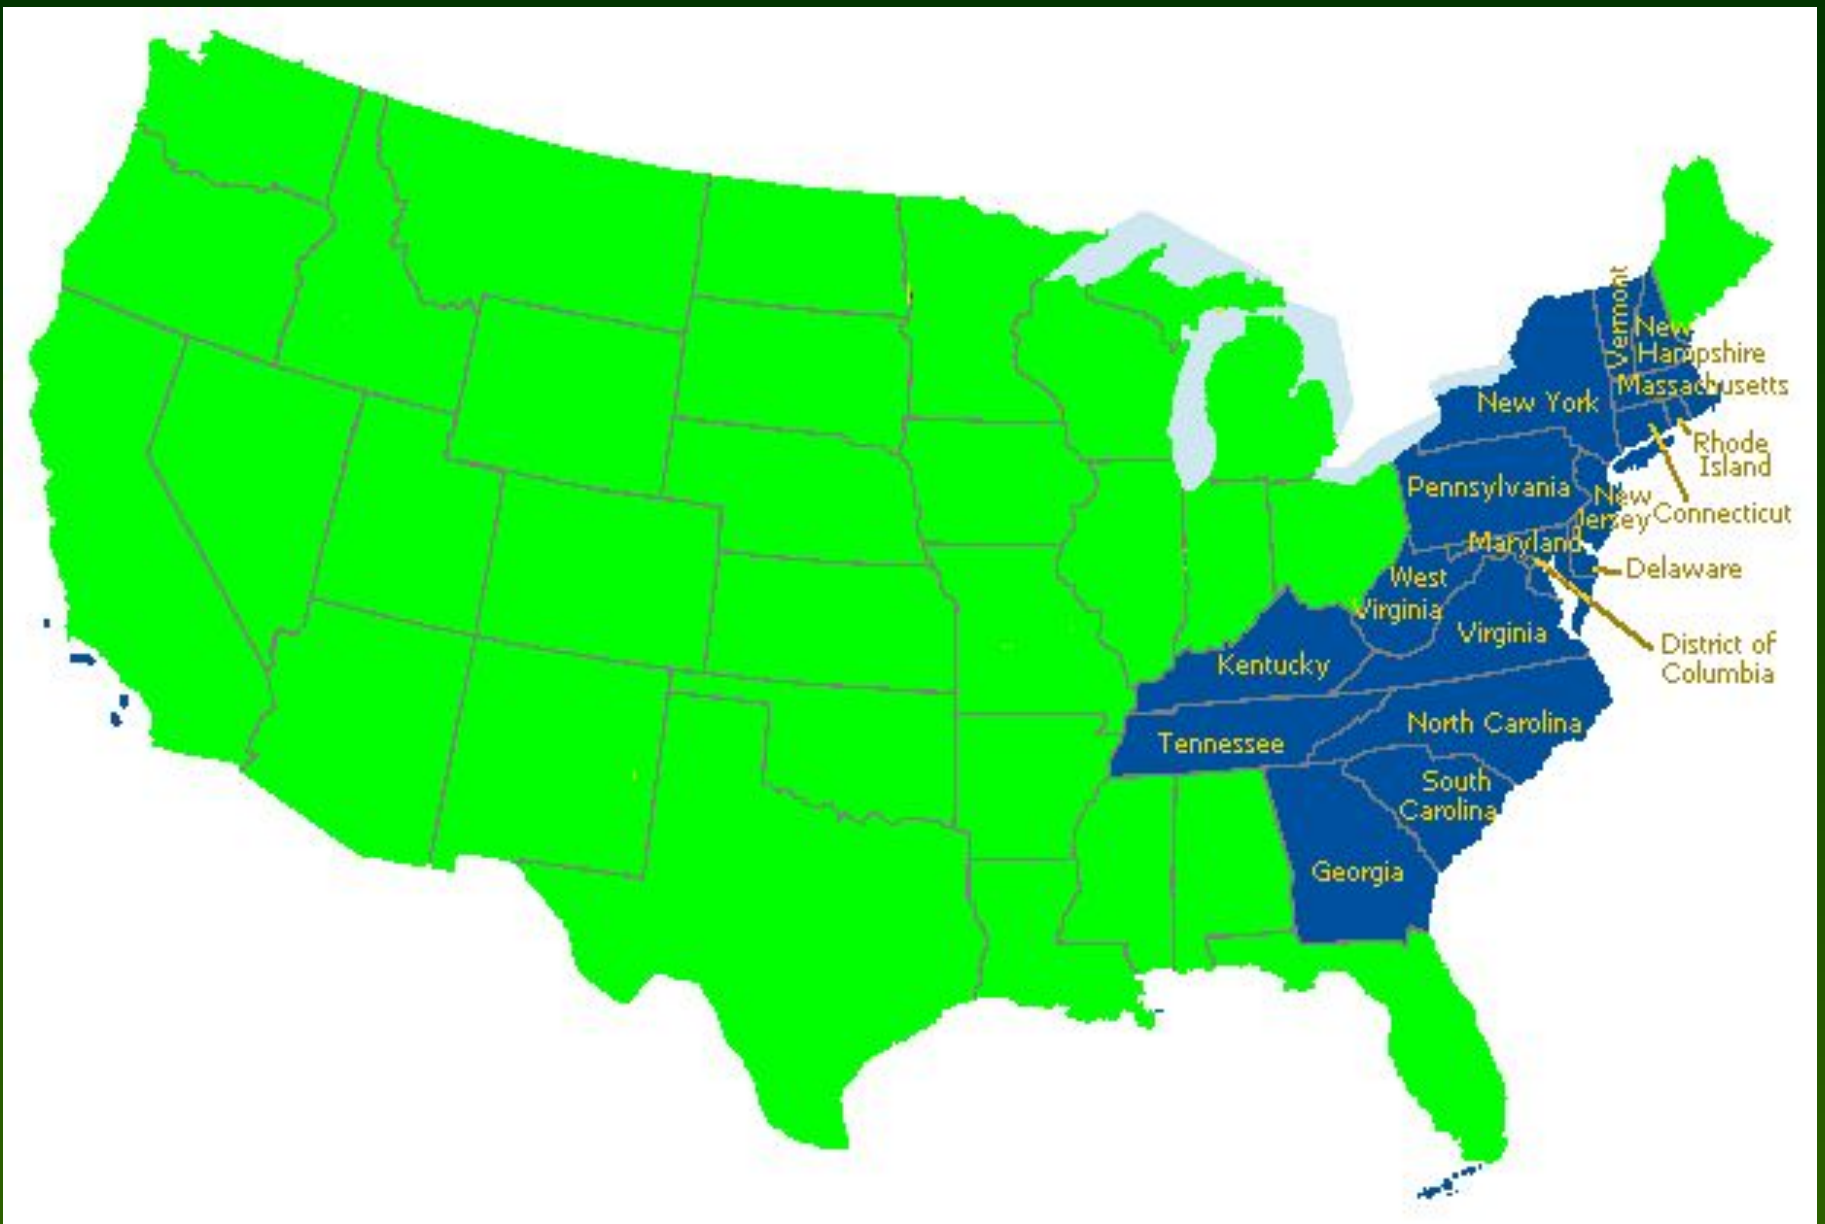 Vermont
New
Hampshire
Massachusetts
New York
Rhode
Island
Pennsylvania
New
Jersey
Connecticut
Maryland
Delaware
West
Virginia
Virginia
District of
Columbia
Kentucky
North Carolina
Tennessee
South
Carolina
Georgia